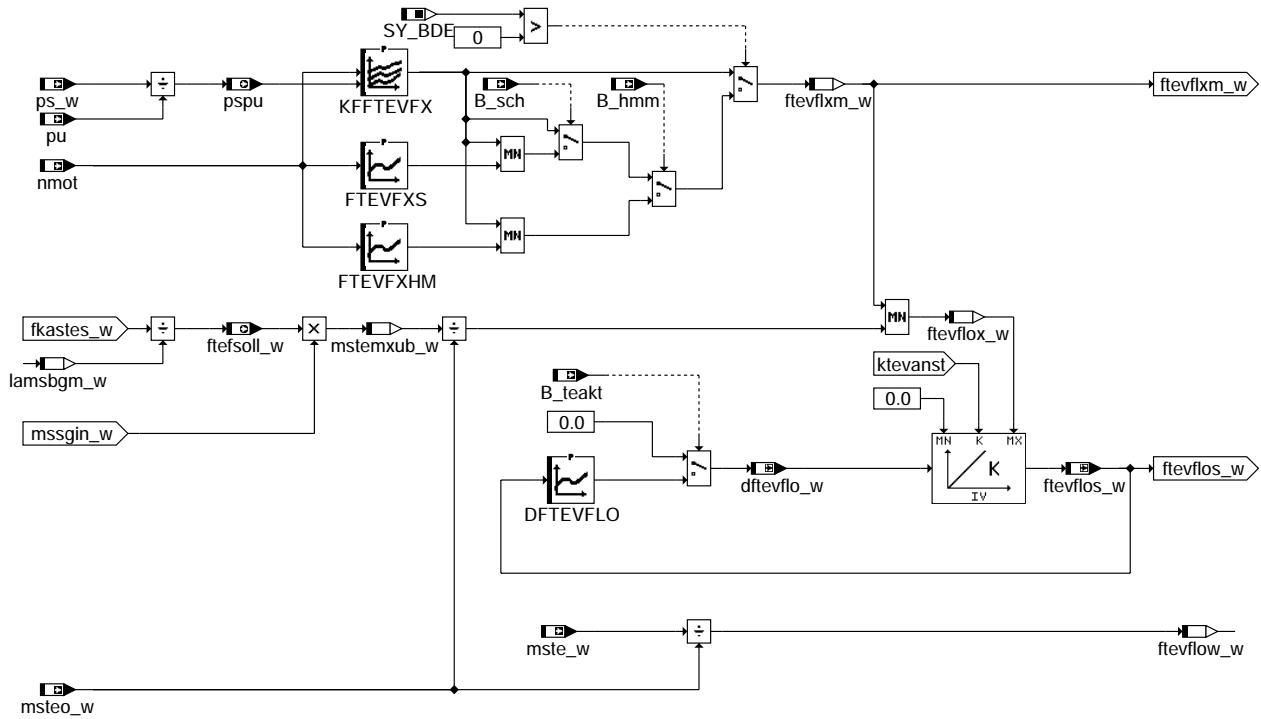 SY_BDE
0
>
P
KFFTEVFX
ps_w
÷
pspu
B_sch
B_hmm
ftevflxm_w
ftevflxm_w
pu
nmot
P
MN
FTEVFXS
P
MN
FTEVFXHM
fkastes_w
÷
ftefsoll_w
×
mstemxub_w
÷
MN
ftevflox_w
lamsbgm_w
ktevanst
B_teakt
0.0
0.0
mssgin_w
MN K MX
P
K
IV
dftevflo_w
ftevflos_w
ftevflos_w
DFTEVFLO
mste_w
÷
ftevflow_w
msteo_w